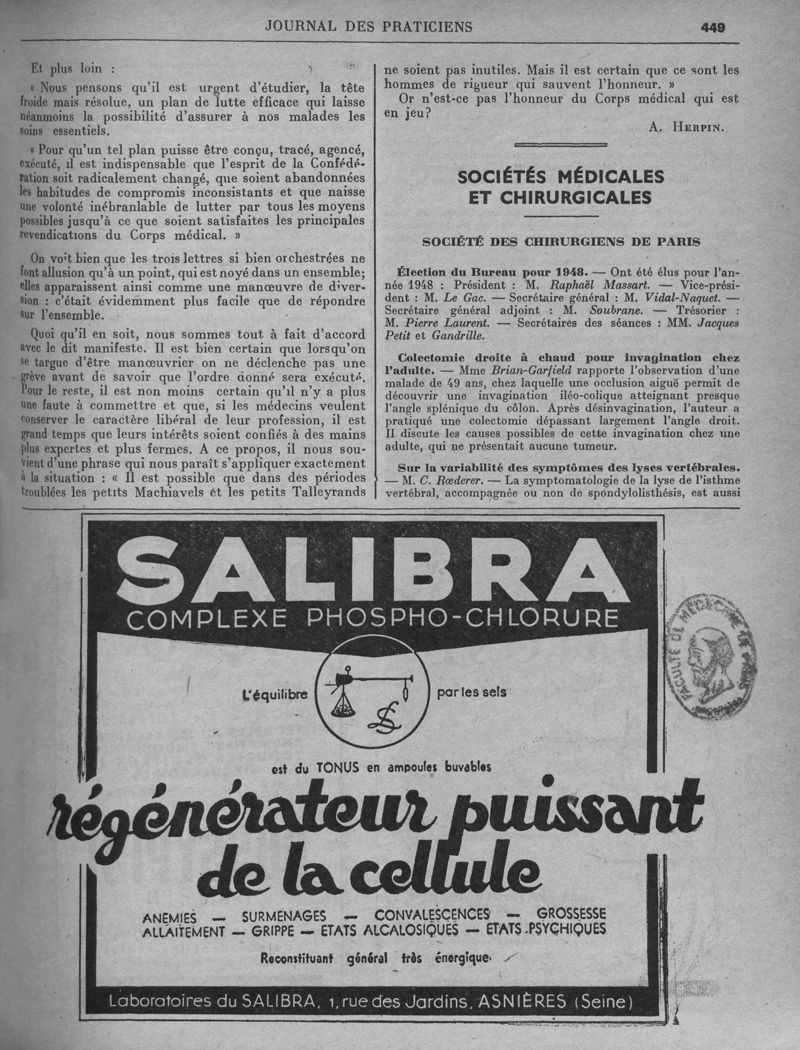 JOURNAL DES PRATICIENS
449
Et plus loin :
« Nous pensons qu'il est urgent d'étudier, la tête
froide mais résolue, un plan de lutte efficace qui laisse
néanmoins la possibilité d'assurer à nos malades les
soins essentiels.
« Pour qu'un tel plan puisse être conçu, tracé, agencé,
exécuté, il est indispensable que l'esprit de la Confédé-
ration soit radicalement changé, que soient abandonnées
les habitudes de compromis inconsistants et que naisse
une volonté inébranlable de lutter par tous les moyens
possibles jusqu'à ce que soient satisfaites les principales
revendications du Corps médical. »
On voit bien que les trois lettres si bien orchestrées ne
font allusion qu'à un point, qui est noyé dans un ensemble;
elles apparaissent ainsi comme une manœuvre de diver-
sion : c'était évidemment plus facile que de répondre
sur l'ensemble.
Quoi qu'il en soit, nous sommes tout à fait d'accord
avec le dit manifeste. Il est bien certain que lorsqu'on
se targue d'être manœuvrier on ne déclenche pas une
grève avant de savoir que l'ordre donné sera exécuté.
Pour le reste, il est non moins certain qu'il n'y a plus
une faute à commettre et que, si les médecins veulent
conserver le caractère libéral de leur profession, il est
grand temps que leurs intérêts soient confiés à des mains
plus expertes et plus fermes. A ce propos, il nous sou-
vient d'une phrase qui nous paraît s'appliquer exactement
à la situation : « Il est possible que dans des périodes
troublées les petits Machiavels et les petits Talleyrands
ne soient pas inutiles. Mais il est certain que ce sont les
hommes de rigueur qui sauvent l'honneur. »
Or n'est-ce pas l'honneur du Corps médical qui est
en jeu?
A. HERPIN.
SOCIÉTÉS MÉDICALES
ET CHIRURGICALES
SOCIÉTÉ DES CHIRURGIENS DE PARIS
Élection du Bureau pour 1948. — Ont été élus pour l'an-
née 1948 : Président : M. Raphaël Massart. — Vice-prési-
dent : M. Le Gac. — Secrétaire général : M. Vidal-Naquet. —
Secrétaire général adjoint : M. Soubrane. — Trésorier :
M. Pierre Laurent. — Secrétaires des séances : MM. Jacques
Petit et Gandrille.
Colectomie droite à chaud pour invagination chez
l'adulte. — Mme Brian-Garfield rapporte l'observation d'une
malade de 49 ans, chez laquelle une occlusion aiguë permit de
découvrir une invagination iléo-colique atteignant presque
l'angle splénique du côlon. Après désinvagination, l'auteur a
pratiqué une colectomie dépassant largement l'angle droit.
Il discute les causes possibles de cette invagination chez une
adulte, qui ne présentait aucune tumeur.
Sur la variabilité des symptômes des lyses vertébrales.
— M. C. Rœderer. — La symptomatologie de la lyse de l'isthme
vertébral, accompagnée ou non de spondylolisthésis, est aussi
SALIBRA
COMPLEXE PHOSPHO-CHLORURE
L'équilibre
par les sels
LS
est du TONUS en ampoules buvables
régénérateur puissant
de la cellule
ANEMIES — SURMENAGES — CONVALESCENCES — GROSSESSE
ALLAITEMENT — GRIPPE — ETATS ALCALOSIQUES — ETATS PSYCHIQUES
Reconstituant général très énergique.
Laboratoires du SALIBRA, 1, rue des Jardins, ASNIÈRES (Seine)
FACULTÉ DE MÉDECINE DE PARIS